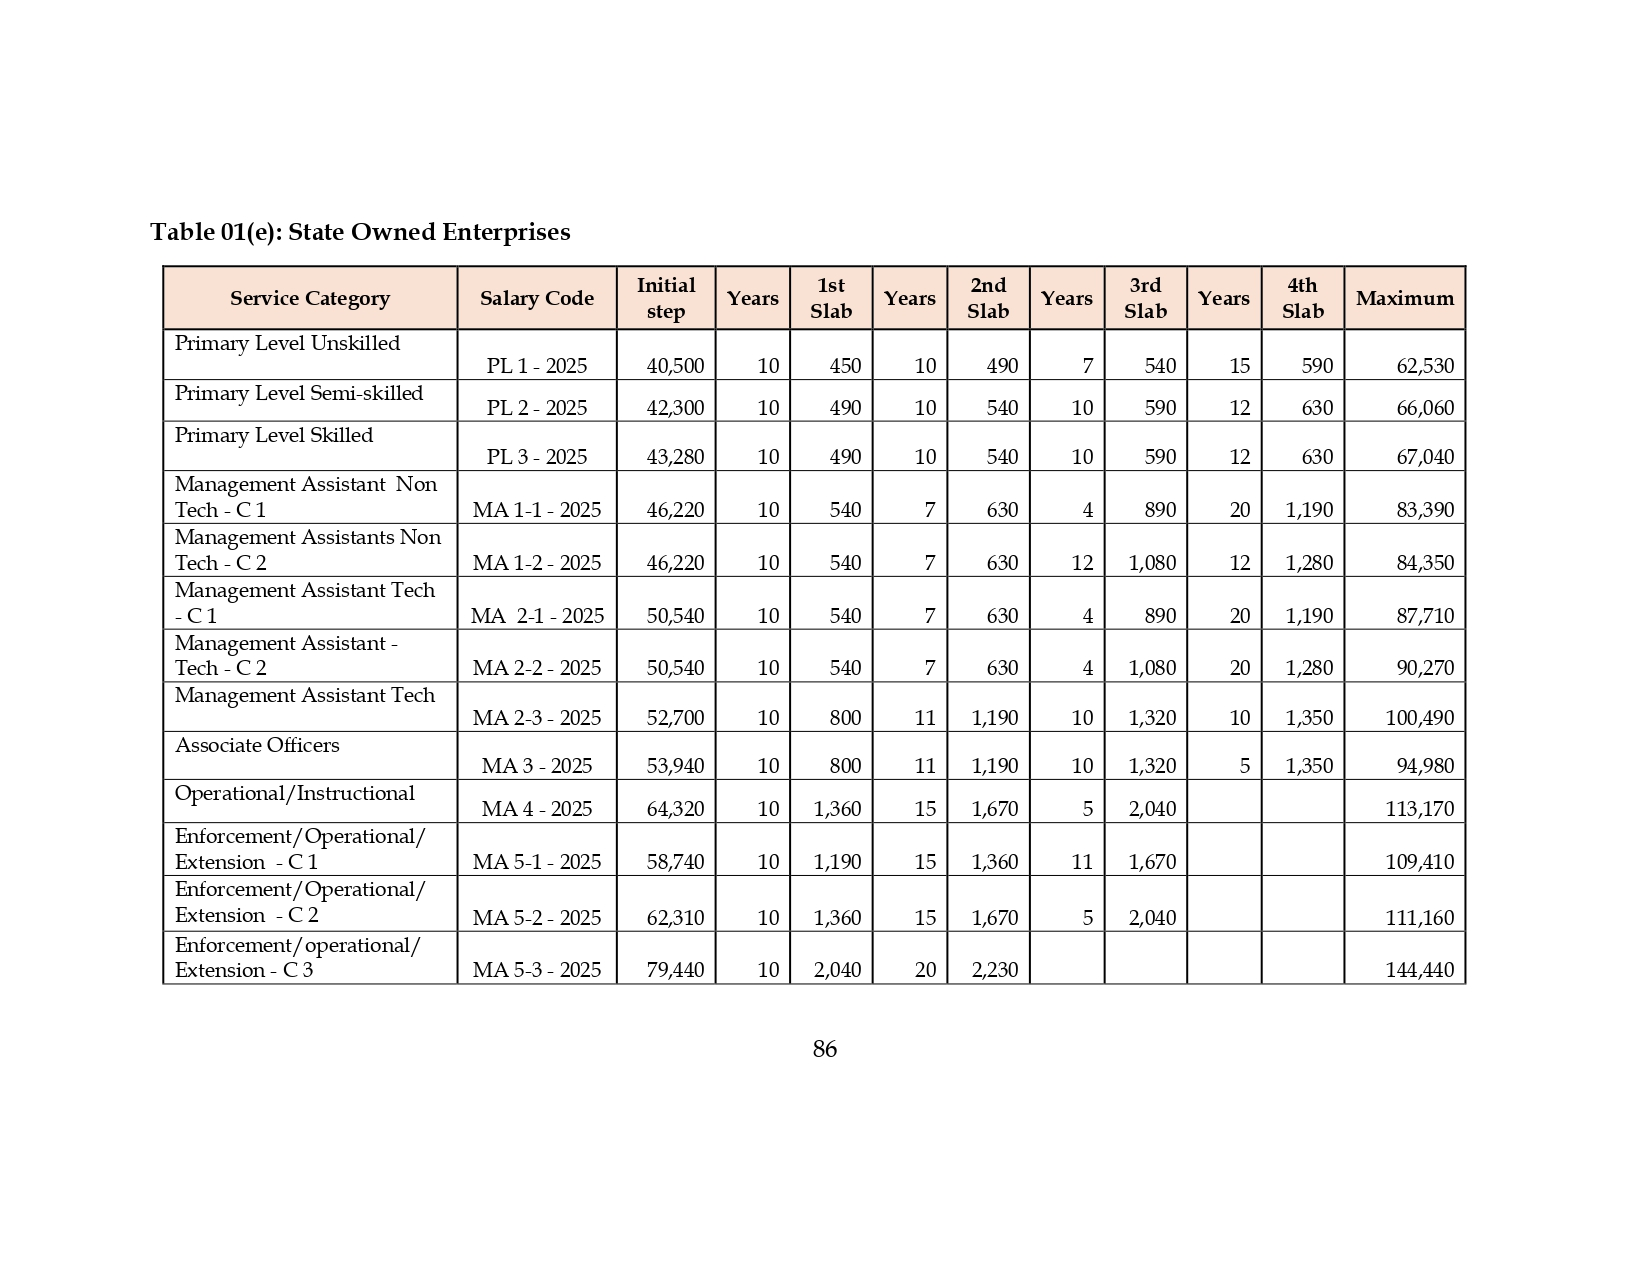 Table 01(e): State Owned Enterprises
Service Category Salary Code Initial step Years 1st Slab Years 2nd Slab Years 3rd Slab Years 4th Slab Maximum
Primary Level Unskilled PL 1 - 2025 40,500 10 450 10 490 7 540 15 590 62,530
Primary Level Semi-skilled PL 2 - 2025 42,300 10 490 10 540 10 590 12 630 66,060
Primary Level Skilled PL 3 - 2025 43,280 10 490 10 540 10 590 12 630 67,040
Management Assistant Non
Tech - C 1 MA 1-1 - 2025 46,220 10 540 7 630 4 890 20 1,190 83,390
Management Assistants Non
Tech - C 2 MA 1-2 - 2025 46,220 10 540 7 630 12 1,080 12 1,280 84,350
Management Assistant Tech
- C 1 MA 2-1 - 2025 50,540 10 540 7 630 4 890 20 1,190 87,710
Management Assistant -
Tech - C 2 MA 2-2 - 2025 50,540 10 540 7 630 4 1,080 20 1,280 90,270
Management Assistant Tech MA 2-3 - 2025 52,700 10 800 11 1,190 10 1,320 10 1,350 100,490
Associate Officers MA 3 - 2025 53,940 10 800 11 1,190 10 1,320 5 1,350 94,980
Operational/Instructional MA 4 - 2025 64,320 10 1,360 15 1,670 5 2,040 113,170
Enforcement/Operational/
Extension - C 1 MA 5-1 - 2025 58,740 10 1,190 15 1,360 11 1,670 109,410
Enforcement/Operational/
Extension - C 2 MA 5-2 - 2025 62,310 10 1,360 15 1,670 5 2,040 111,160
Enforcement/operational/
Extension - C 3 MA 5-3 - 2025 79,440 10 2,040 20 2,230 144,440
86